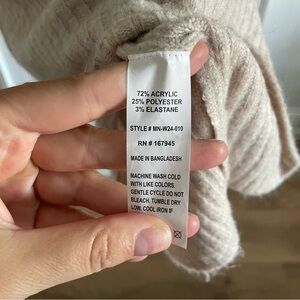 72% ACRYLIC
25% POLYESTER
3% ELASTANE
STYLE # MN-W24-010
RN # 167945
MADE IN BANGLADESH
MACHINE WASH COLD
WITH LIKE COLORS.
GENTLE CYCLE DO NOT
BLEACH. TUMBLE DRY
LOW. COOL IRON IF